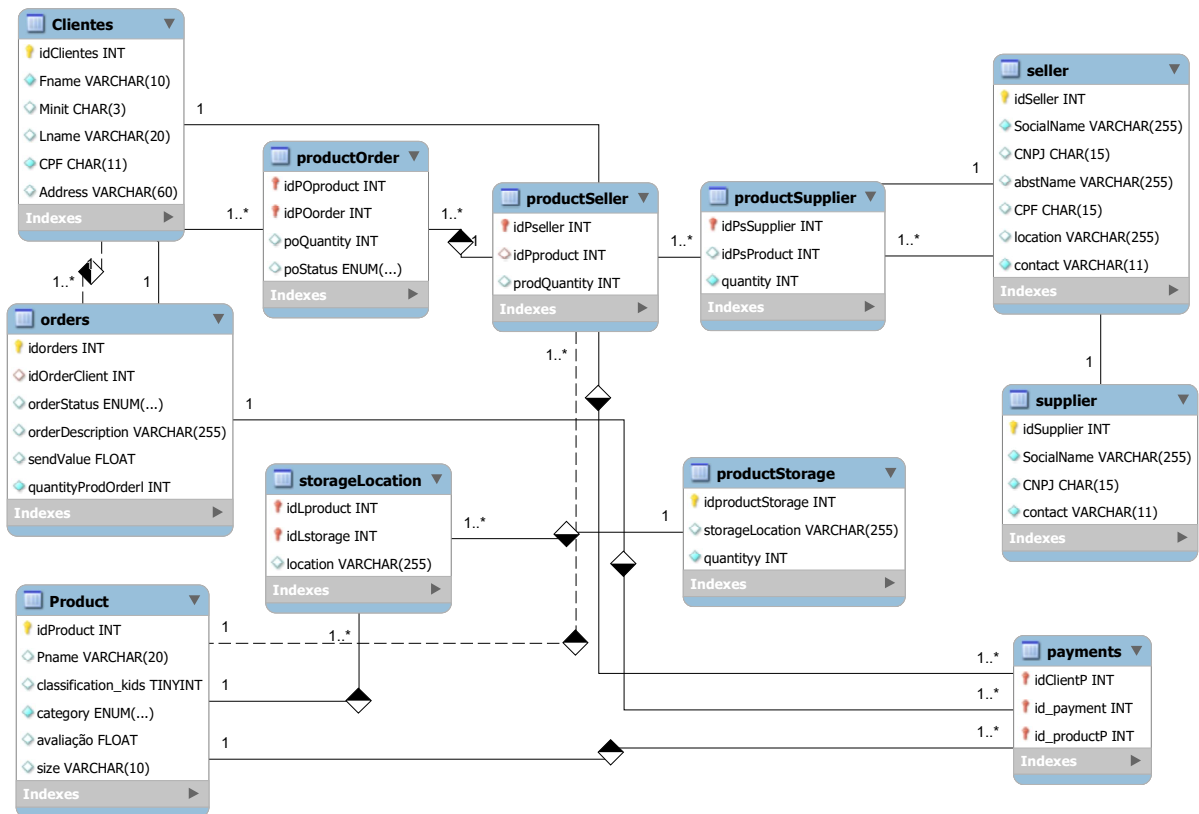 Clientes
idClientes INT
Fname VARCHAR(10)
Minit CHAR(3)
Lname VARCHAR(20)
CPF CHAR(11)
Address VARCHAR(60)
Indexes
productOrder
idPOproduct INT
idPOorder INT
poQuantity INT
poStatus ENUM(...)
Indexes
productSeller
idPseller INT
idPproduct INT
prodQuantity INT
Indexes
productSupplier
idPsSupplier INT
idPsProduct INT
quantity INT
Indexes
seller
idSeller INT
SocialName VARCHAR(255)
CNPJ CHAR(15)
abstName VARCHAR(255)
CPF CHAR(15)
location VARCHAR(255)
contact VARCHAR(11)
Indexes
1
1..*
1..*
1
1..*
1
1..*
1..*
1
1
orders
idorders INT
idOrderClient INT
orderStatus ENUM(...)
orderDescription VARCHAR(255)
sendValue FLOAT
quantityProdOrderl INT
Indexes
1
1..*
1
supplier
idSupplier INT
SocialName VARCHAR(255)
CNPJ CHAR(15)
contact VARCHAR(11)
Indexes
storageLocation
idLproduct INT
idLstorage INT
location VARCHAR(255)
Indexes
1..*
1
productStorage
idproductStorage INT
storageLocation VARCHAR(255)
quantityy INT
Indexes
Product
idProduct INT
Pname VARCHAR(20)
classification_kids TINYINT
category ENUM(...)
avaliação FLOAT
size VARCHAR(10)
Indexes
1
1..*
1
1
1..*
1..*
1..*
payments
idClientP INT
id_payment INT
id_productP INT
Indexes